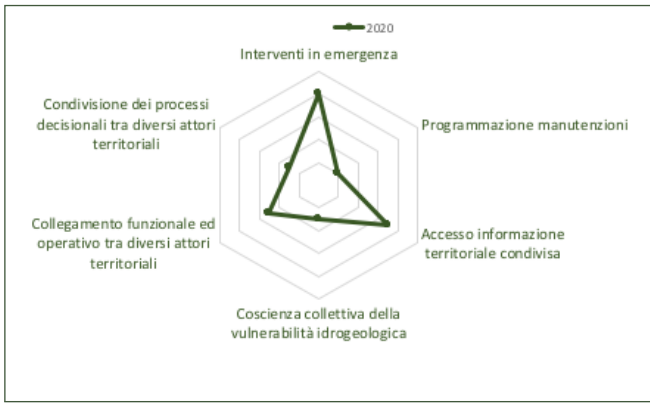 2020
Interventi in emergenza
Programmazione manutenzioni
Accesso informazione
territoriale condivisa
Coscienza collettiva della
vulnerabilità idrogeologica
Collegamento funzionale ed
operativo tra diversi attori
territoriali
Condivisione dei processi
decisionali tra diversi attori
territoriali